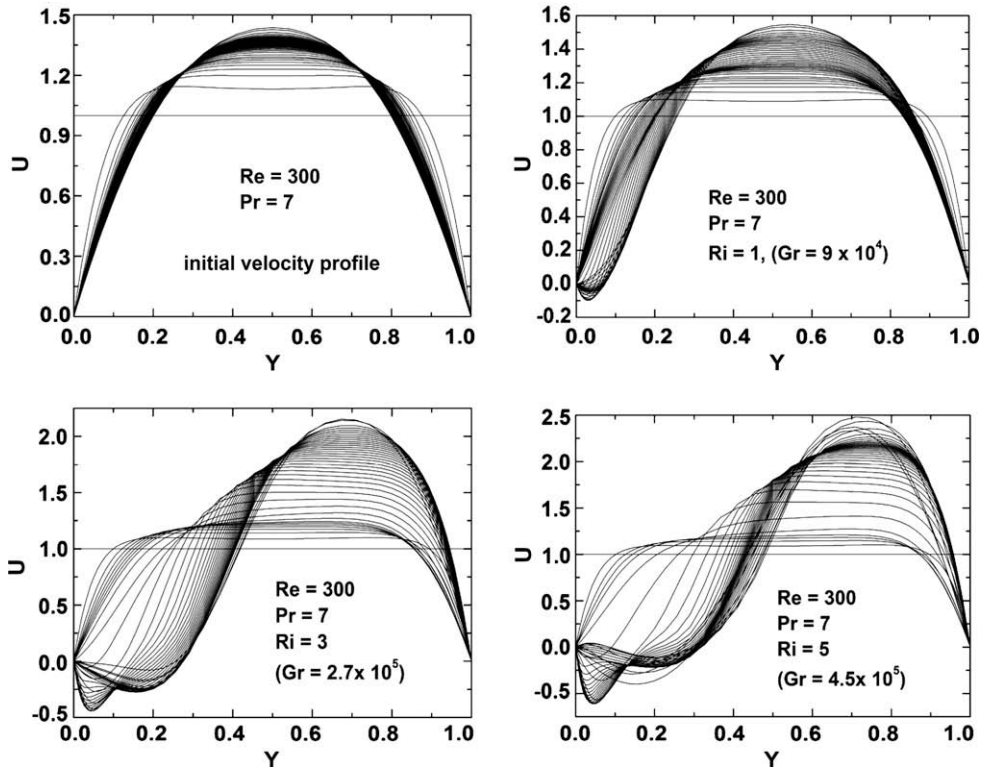 1.5
1.2
0.9
0.6
0.3
0.0
U
Re = 300
Pr = 7
initial velocity profile
0.0 0.2 0.4 0.6 0.8 1.0
Y
1.6
1.4
1.2
1.0
0.8
0.6
0.4
0.2
0.0
-0.2
U
Re = 300
Pr = 7
Ri = 1, (Gr = 9 x 10⁴)
0.0 0.2 0.4 0.6 0.8 1.0
Y
2.0
1.5
1.0
0.5
0.0
-0.5
U
Re = 300
Pr = 7
Ri = 3
(Gr = 2.7x 10⁵)
0.0 0.2 0.4 0.6 0.8 1.0
Y
2.5
2.0
1.5
1.0
0.5
0.0
-0.5
U
Re = 300
Pr = 7
Ri = 5
(Gr = 4.5x 10⁵)
0.0 0.2 0.4 0.6 0.8 1.0
Y